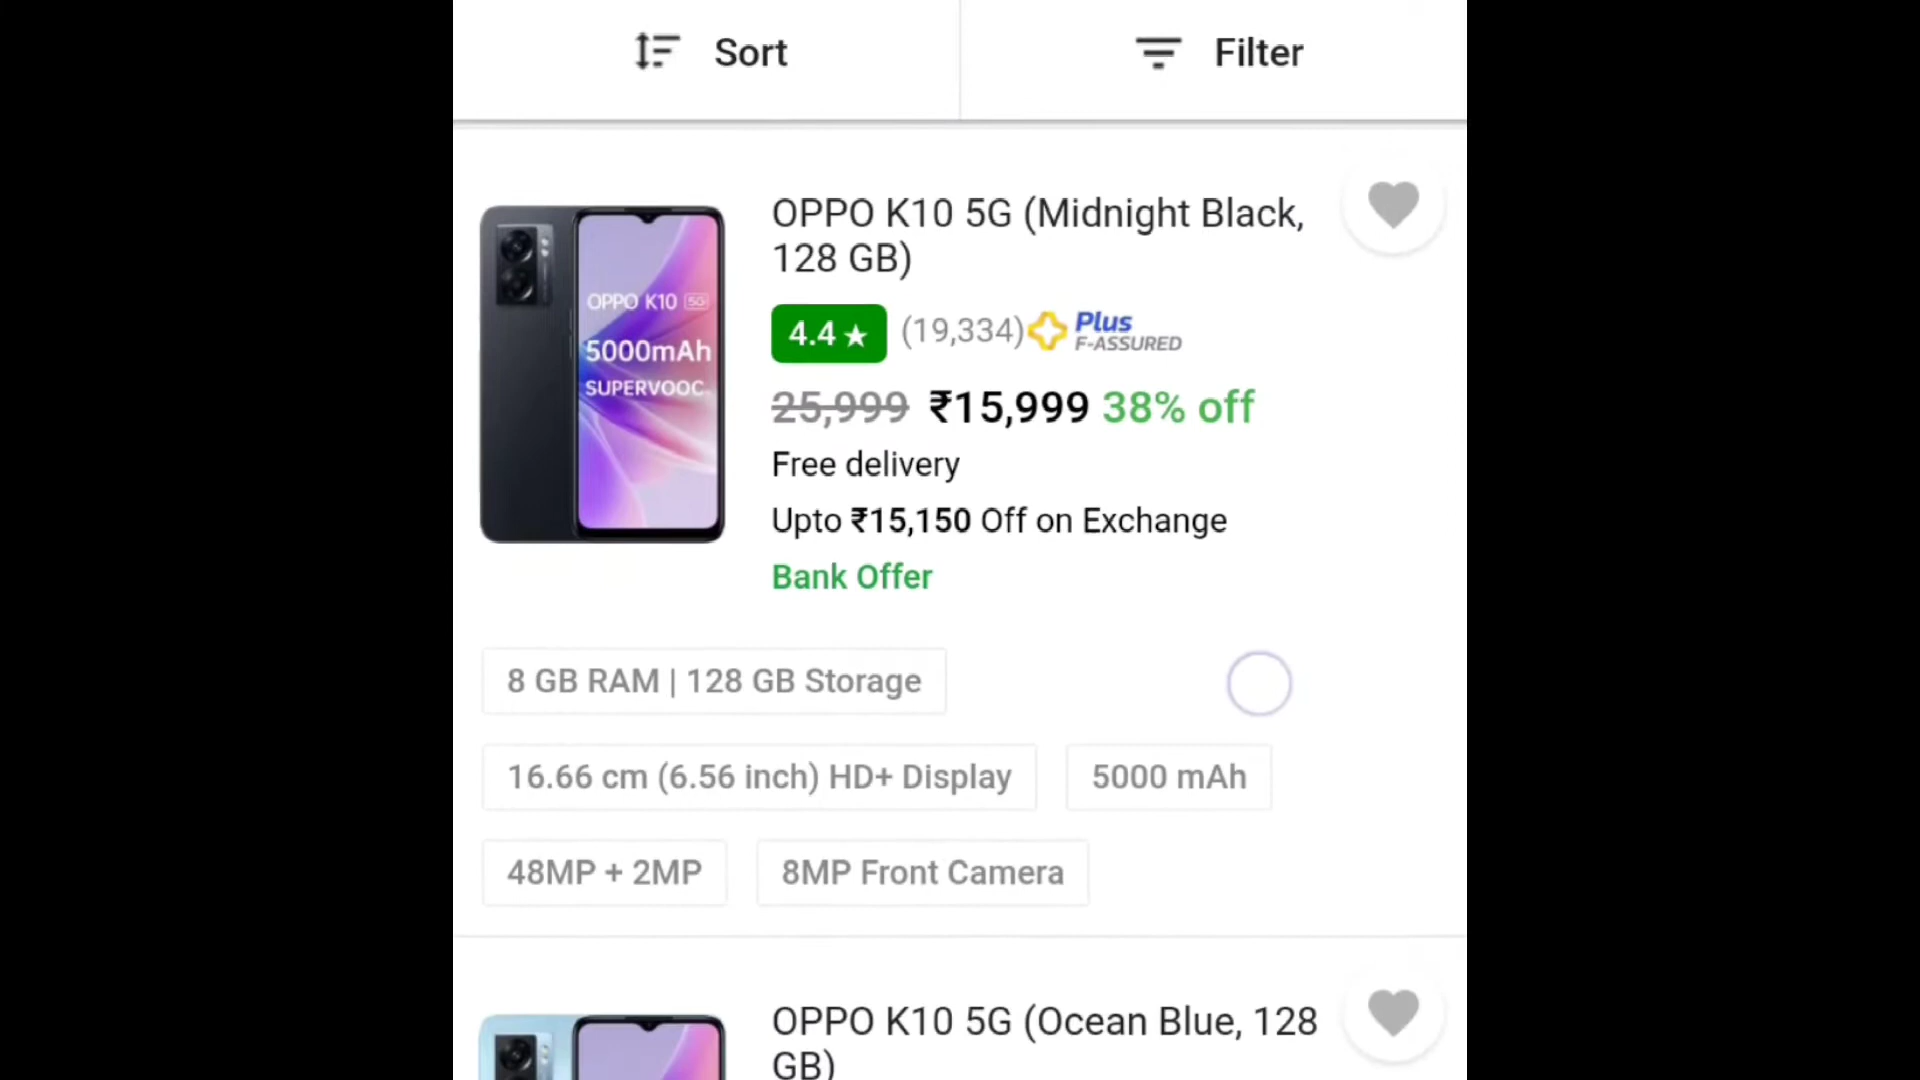 Sort
Filter
OPPO K10 5G (Midnight Black,
128 GB)
4.4★ (19,334) Plus
F-ASSURED
25,999 ₹15,999 38% off
Free delivery
Upto ₹15,150 Off on Exchange
Bank Offer
OPPO K10 5G
5000mAh
SUPERVOOC
8 GB RAM | 128 GB Storage
16.66 cm (6.56 inch) HD+ Display
5000 mAh
48MP + 2MP
8MP Front Camera
OPPO K10 5G (Ocean Blue, 128
GB)